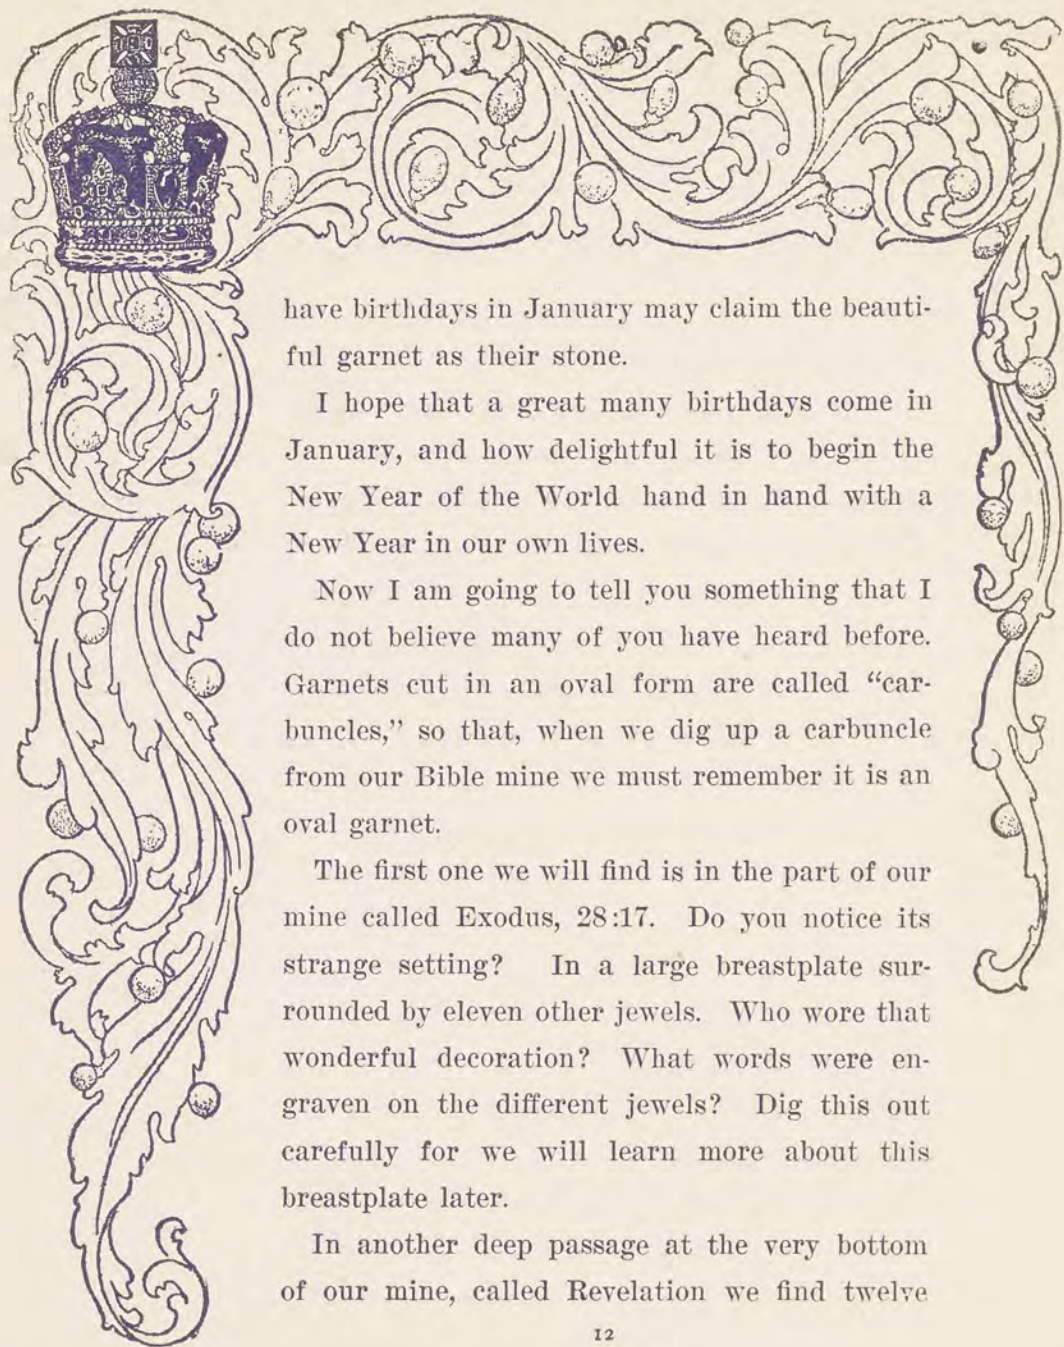 have birthdays in January may claim the beauti-
ful garnet as their stone.
I hope that a great many birthdays come in
January, and how delightful it is to begin the
New Year of the World hand in hand with a
New Year in our own lives.
Now I am going to tell you something that I
do not believe many of you have heard before.
Garnets cut in an oval form are called “car-
buncles,” so that, when we dig up a carbuncle
from our Bible mine we must remember it is an
oval garnet.
The first one we will find is in the part of our
mine called Exodus, 28:17. Do you notice its
strange setting? In a large breastplate sur-
rounded by eleven other jewels. Who wore that
wonderful decoration? What words were en-
graven on the different jewels? Dig this out
carefully for we will learn more about this
breastplate later.
In another deep passage at the very bottom
of our mine, called Revelation we find twelve
12